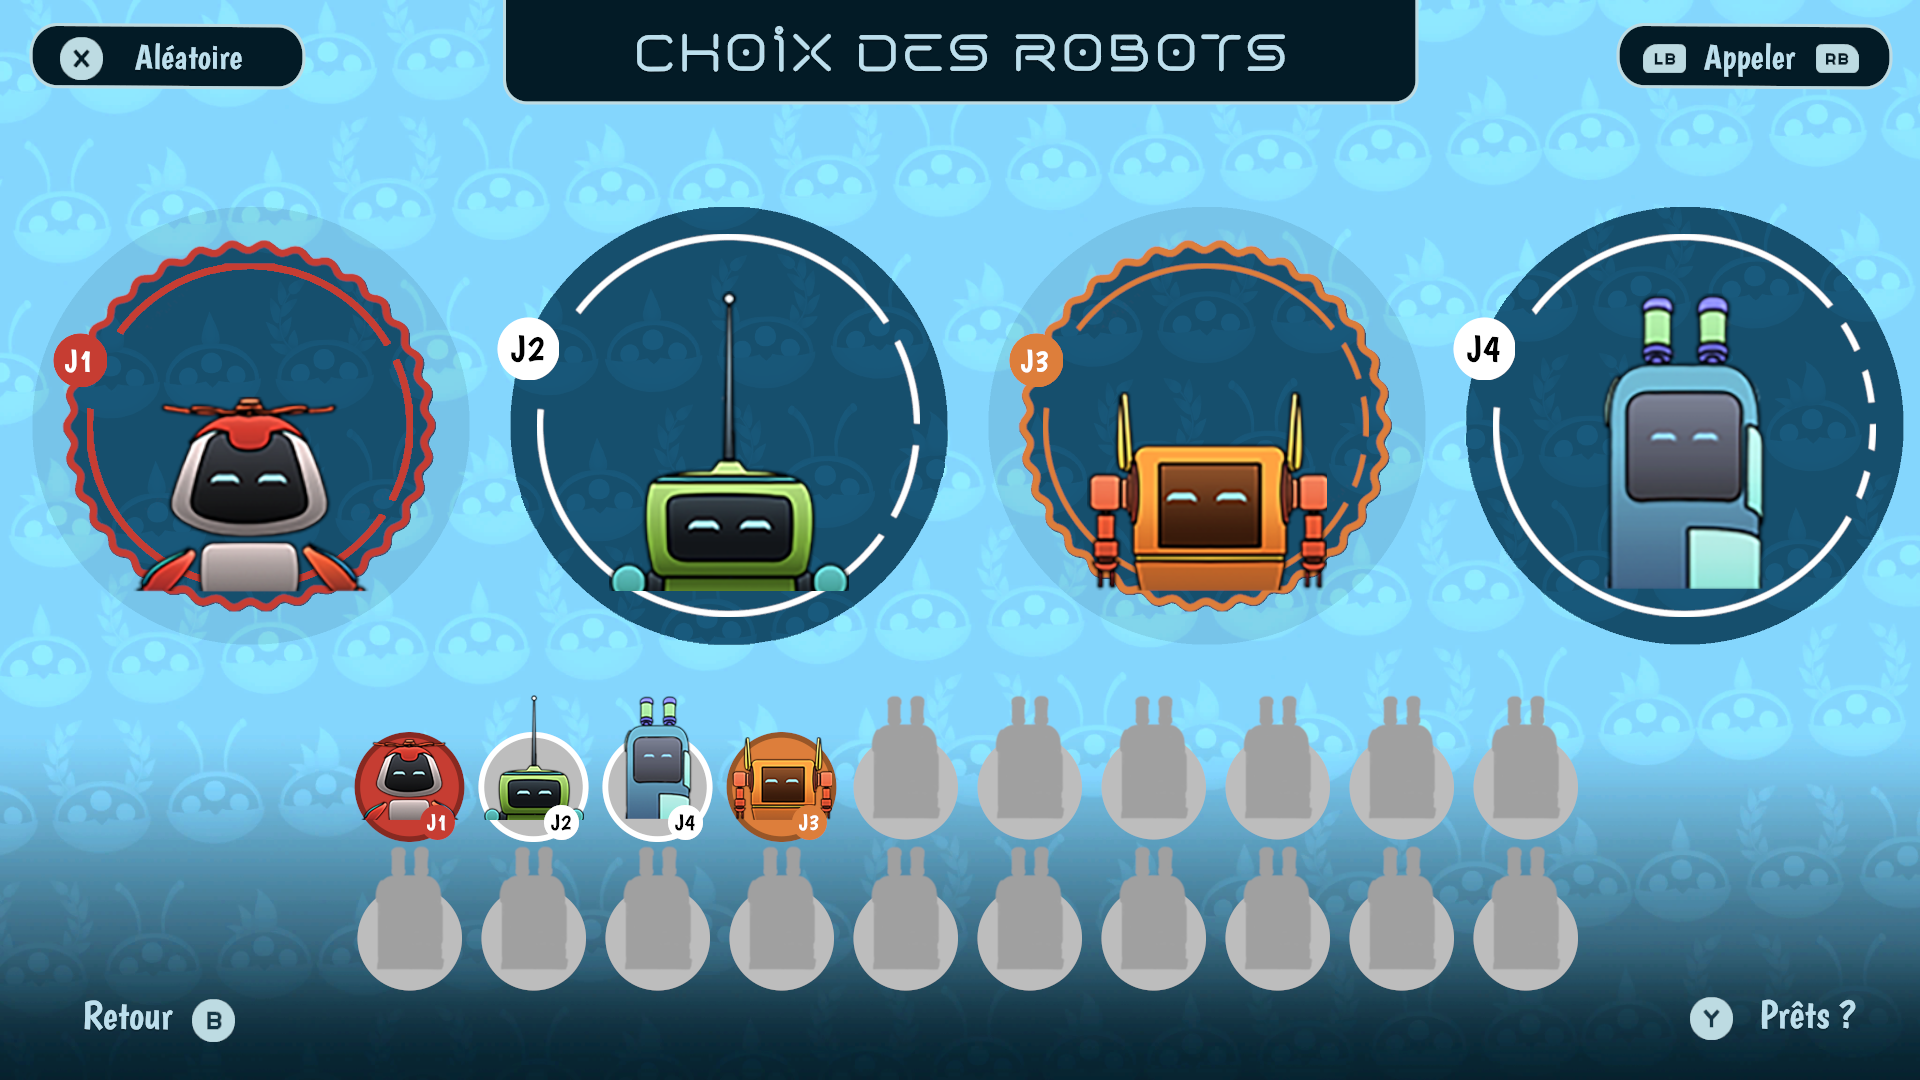 X Aléatoire
CHOIX DES ROBOTS
LB Appeler RB
J1
J2
J3
J4
J1
J2
J4
J3
Retour B
Y Prêts ?